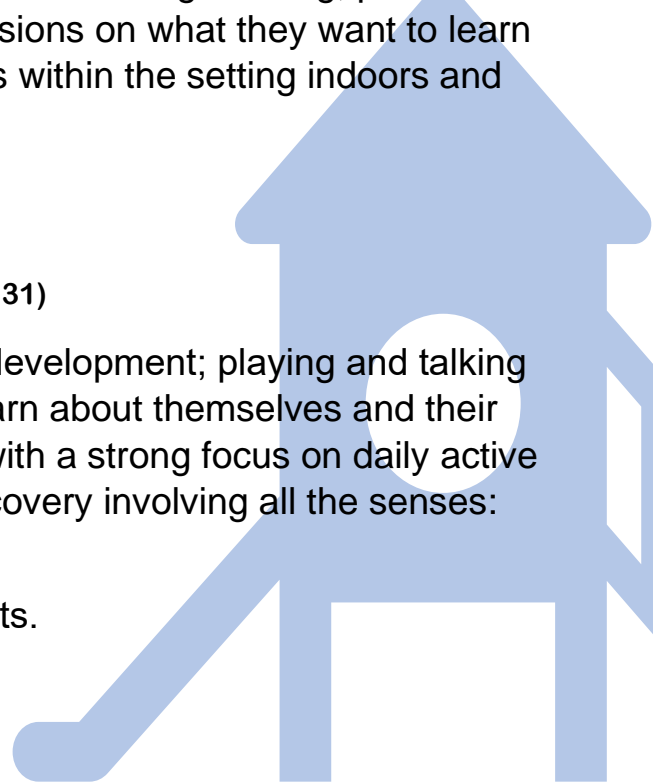 sions on what they want to learn
s within the setting indoors and
31)
development; playing and talking
arn about themselves and their
with a strong focus on daily active
covery involving all the senses:
ts.